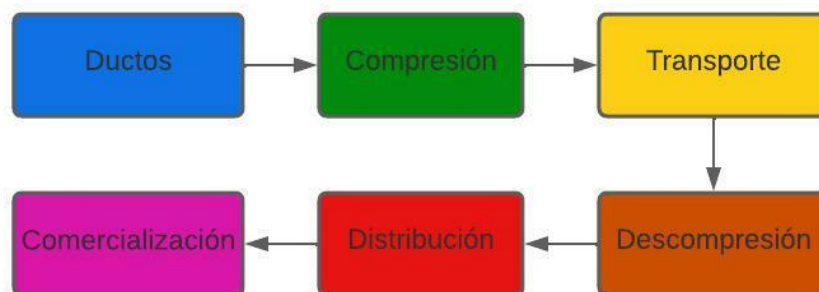 Ductos
Compresión
Transporte
Descompresión
Distribución
Comercialización